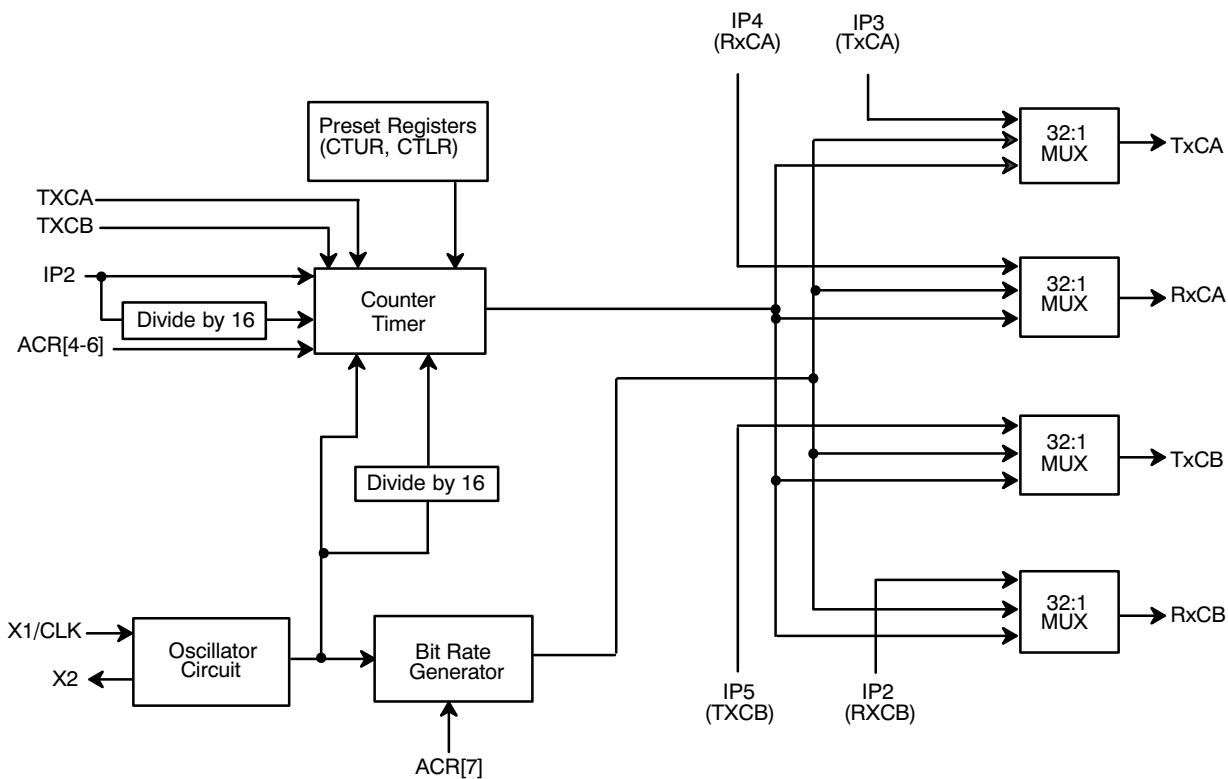 IP4
(RxCA)
IP3
(TxCA)
Preset Registers
(CTUR, CTLR)
32:1
MUX
TxCA
TXCA
TXCB
IP2
Counter
Timer
Divide by 16
ACR[4-6]
32:1
MUX
RxCA
32:1
MUX
TxCB
Divide by 16
32:1
MUX
RxCB
X1/CLK
X2
Oscillator
Circuit
Bit Rate
Generator
IP5
(TXCB)
IP2
(RXCB)
ACR[7]